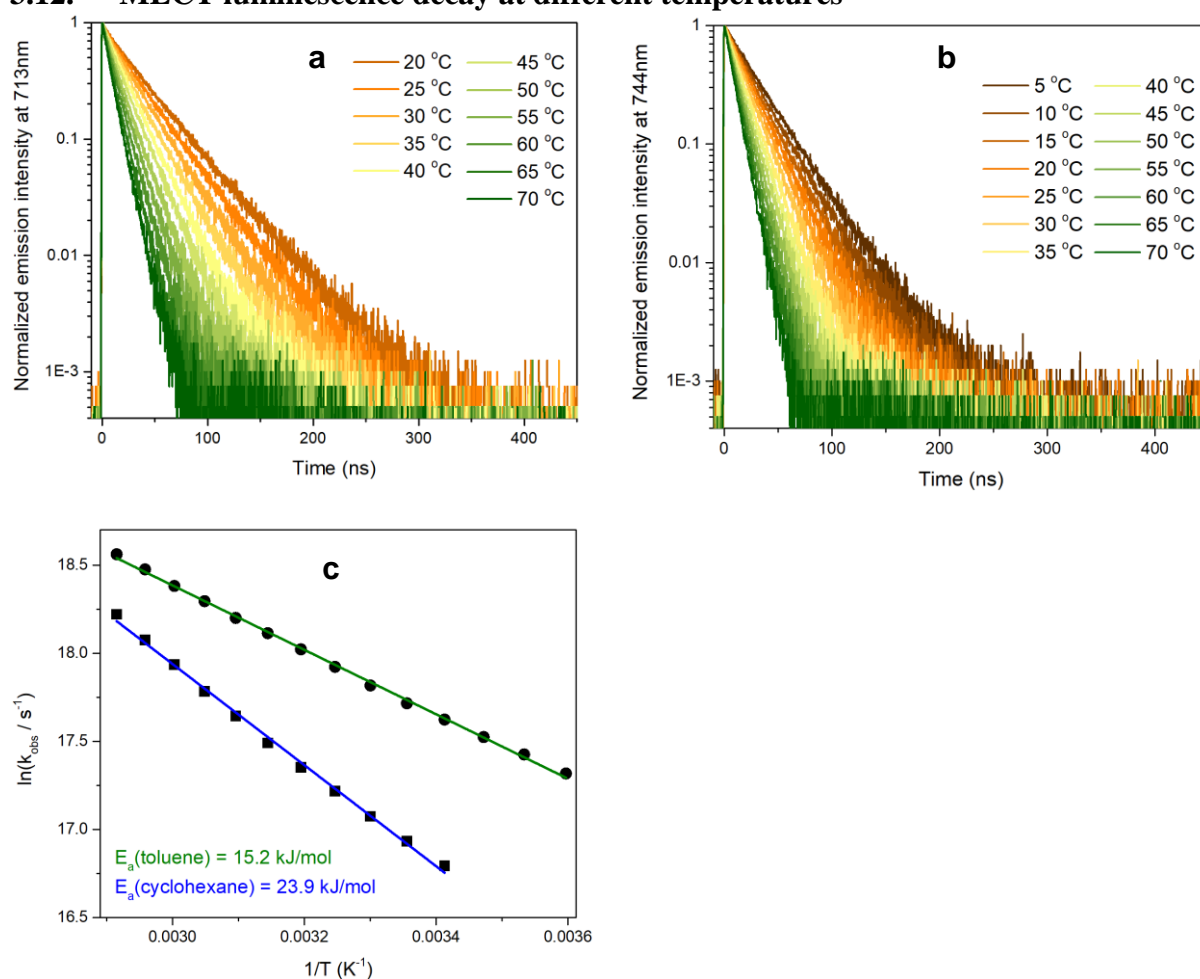 MLCT luminescence decay at different temperatures
a
Normalized emission intensity at 713nm
1
0.1
0.01
1E-3
20 °C
25 °C
30 °C
35 °C
40 °C
45 °C
50 °C
55 °C
60 °C
65 °C
70 °C
0
100
200
300
400
Time (ns)
b
Normalized emission intensity at 744nm
1
0.1
0.01
1E-3
5 °C
10 °C
15 °C
20 °C
25 °C
30 °C
35 °C
40 °C
45 °C
50 °C
55 °C
60 °C
65 °C
70 °C
0
100
200
300
400
Time (ns)
c
ln(k_obs / s⁻¹)
18.5
18.0
17.5
17.0
16.5
E_a(toluene) = 15.2 kJ/mol
E_a(cyclohexane) = 23.9 kJ/mol
0.0030
0.0032
0.0034
0.0036
1/T (K⁻¹)